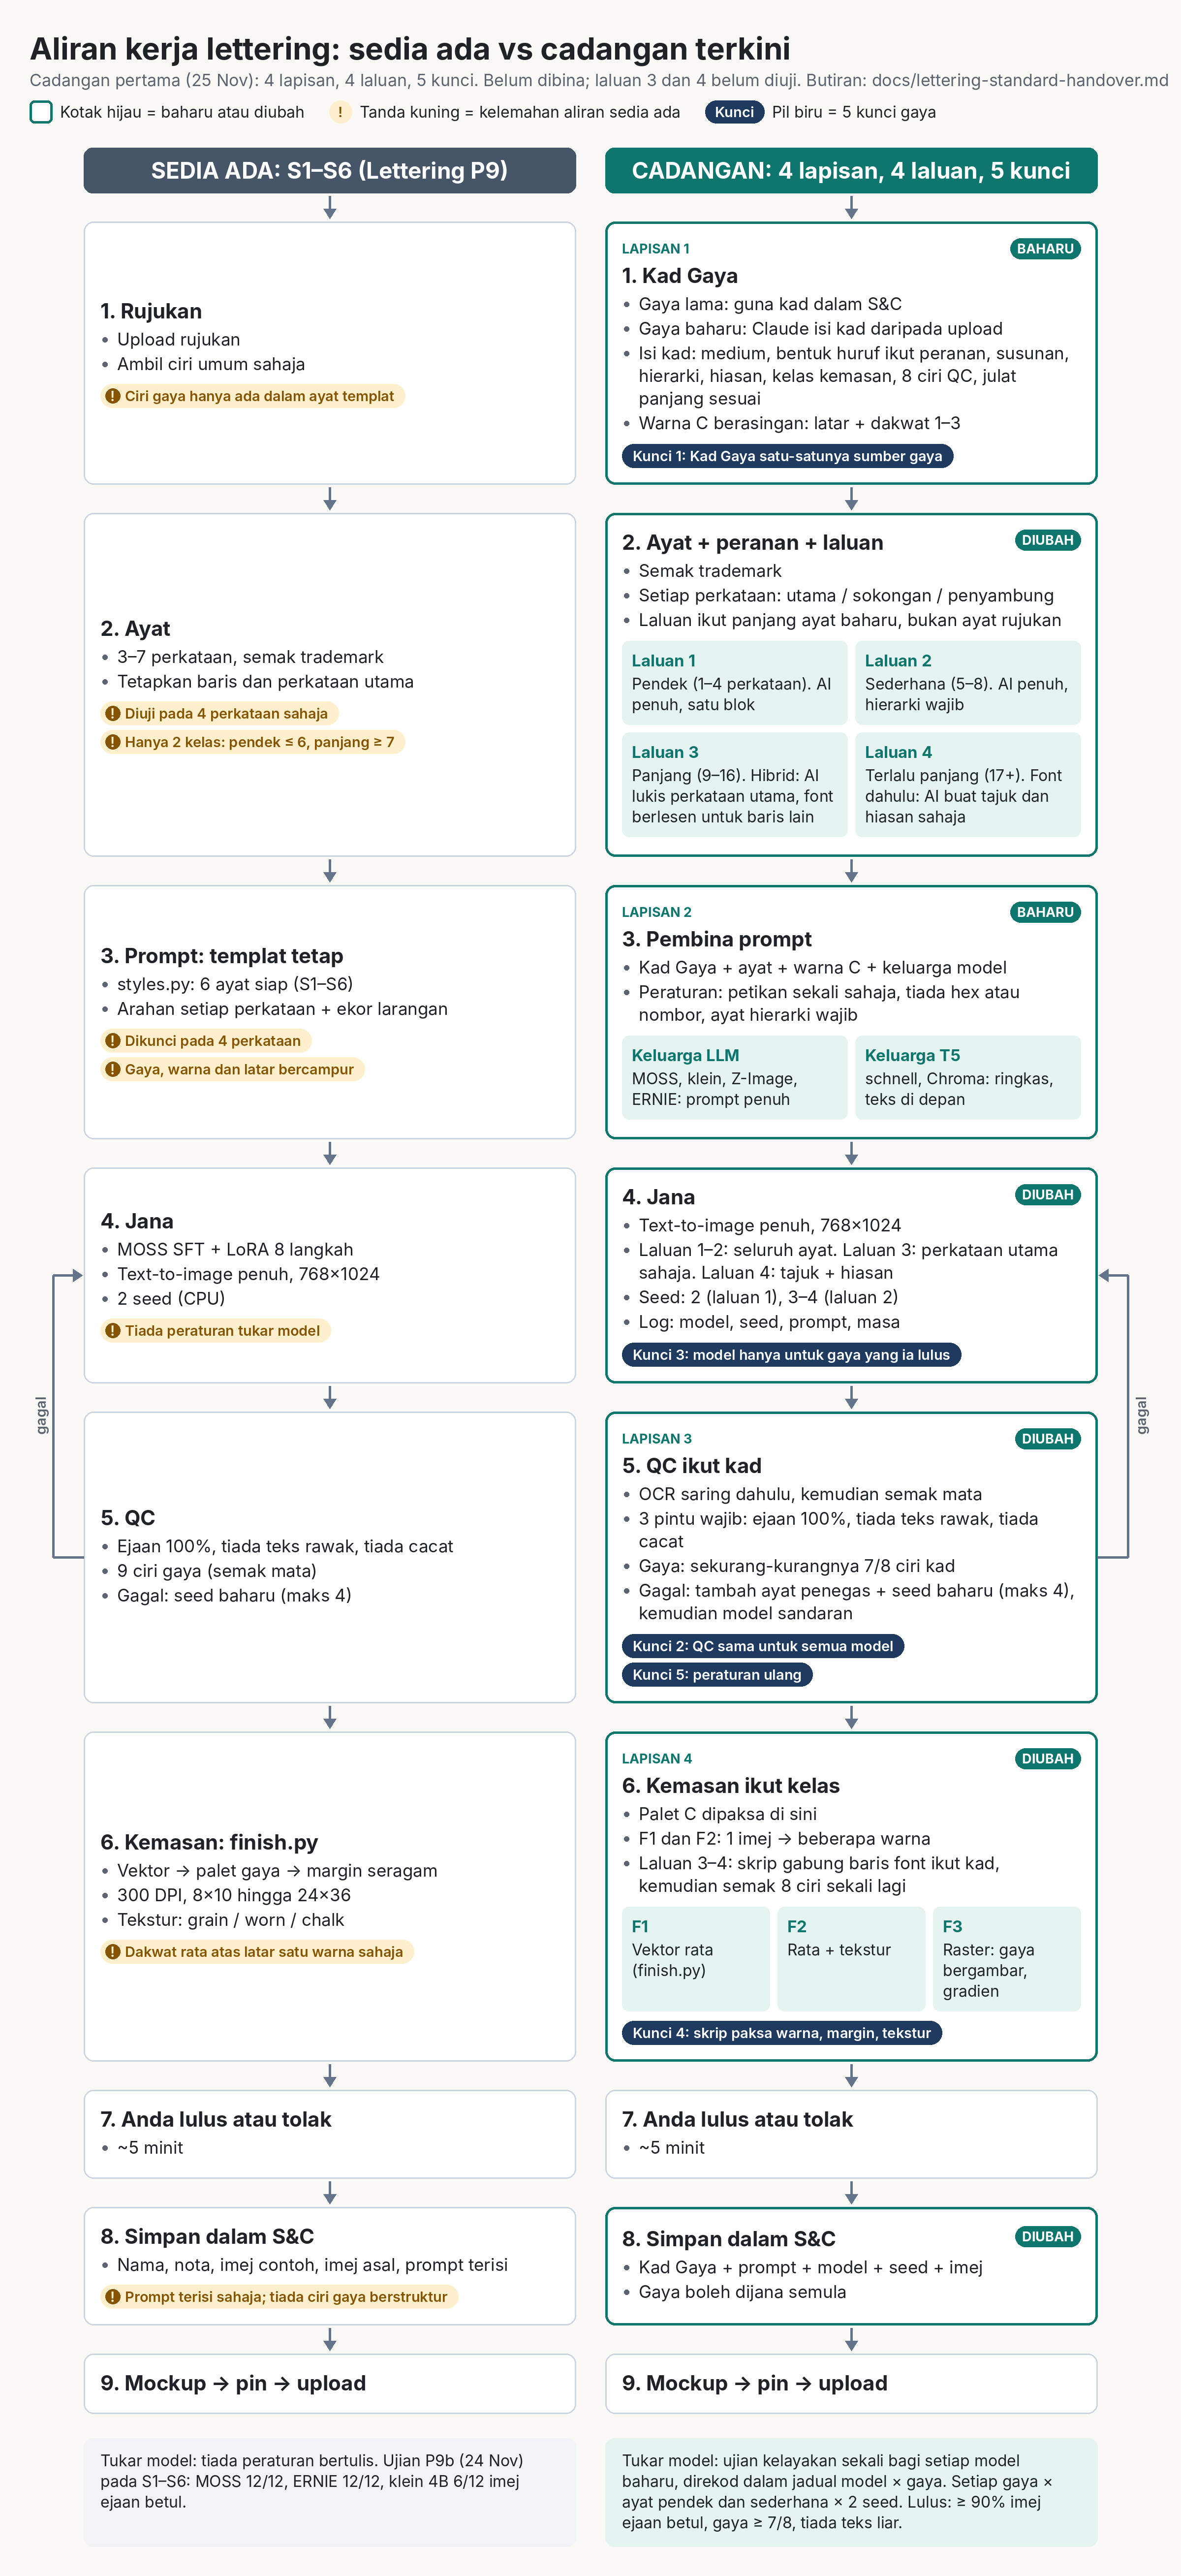 Aliran kerja lettering: sedia ada vs cadangan terkini
Cadangan pertama (25 Nov): 4 lapisan, 4 laluan, 5 kunci. Belum dibina; laluan 3 dan 4 belum diuji. Butiran: docs/lettering-standard-handover.md
Kotak hijau = baharu atau diubah
! Tanda kuning = kelemahan aliran sedia ada
Kunci Pil biru = 5 kunci gaya
SEDIA ADA: S1–S6 (Lettering P9)
1. Rujukan
• Upload rujukan
• Ambil ciri umum sahaja
! Ciri gaya hanya ada dalam ayat templat
2. Ayat
• 3–7 perkataan, semak trademark
• Tetapkan baris dan perkataan utama
! Diuji pada 4 perkataan sahaja
! Hanya 2 kelas: pendek ≤ 6, panjang ≥ 7
3. Prompt: templat tetap
• styles.py: 6 ayat siap (S1–S6)
• Arahan setiap perkataan + ekor larangan
! Dikunci pada 4 perkataan
! Gaya, warna dan latar bercampur
4. Jana
• MOSS SFT + LoRA 8 langkah
• Text-to-image penuh, 768×1024
• 2 seed (CPU)
! Tiada peraturan tukar model
gagal
5. QC
• Ejaan 100%, tiada teks rawak, tiada cacat
• 9 ciri gaya (semak mata)
• Gagal: seed baharu (maks 4)
6. Kemasan: finish.py
• Vektor → palet gaya → margin seragam
• 300 DPI, 8×10 hingga 24×36
• Tekstur: grain / worn / chalk
! Dakwat rata atas latar satu warna sahaja
7. Anda lulus atau tolak
• ~5 minit
8. Simpan dalam S&C
• Nama, nota, imej contoh, imej asal, prompt terisi
! Prompt terisi sahaja; tiada ciri gaya berstruktur
9. Mockup → pin → upload
Tukar model: tiada peraturan bertulis. Ujian P9b (24 Nov)
pada S1–S6: MOSS 12/12, ERNIE 12/12, klein 4B 6/12 imej
ejaan betul.
CADANGAN: 4 lapisan, 4 laluan, 5 kunci
LAPISAN 1
BAHARU
1. Kad Gaya
• Gaya lama: guna kad dalam S&C
• Gaya baharu: Claude isi kad daripada upload
• Isi kad: medium, bentuk huruf ikut peranan, susunan,
hierarki, hiasan, kelas kemasan, 8 ciri QC, julat
panjang sesuai
• Warna C berasingan: latar + dakwat 1–3
Kunci 1: Kad Gaya satu-satunya sumber gaya
2. Ayat + peranan + laluan
DIUBAH
• Semak trademark
• Setiap perkataan: utama / sokongan / penyambung
• Laluan ikut panjang ayat baharu, bukan ayat rujukan
Laluan 1
Pendek (1–4 perkataan). AI
penuh, satu blok
Laluan 2
Sederhana (5–8). AI penuh,
hierarki wajib
Laluan 3
Panjang (9–16). Hibrid: AI
lukis perkataan utama, font
berlesen untuk baris lain
Laluan 4
Terlalu panjang (17+). Font
dahulu: AI buat tajuk dan
hiasan sahaja
LAPISAN 2
BAHARU
3. Pembina prompt
• Kad Gaya + ayat + warna C + keluarga model
• Peraturan: petikan sekali sahaja, tiada hex atau
nombor, ayat hierarki wajib
Keluarga LLM
MOSS, klein, Z-Image,
ERNIE: prompt penuh
Keluarga T5
schnell, Chroma: ringkas,
teks di depan
4. Jana
DIUBAH
• Text-to-image penuh, 768×1024
• Laluan 1–2: seluruh ayat. Laluan 3: perkataan utama
sahaja. Laluan 4: tajuk + hiasan
• Seed: 2 (laluan 1), 3–4 (laluan 2)
• Log: model, seed, prompt, masa
Kunci 3: model hanya untuk gaya yang ia lulus
gagal
LAPISAN 3
DIUBAH
5. QC ikut kad
• OCR saring dahulu, kemudian semak mata
• 3 pintu wajib: ejaan 100%, tiada teks rawak, tiada
cacat
• Gaya: sekurang-kurangnya 7/8 ciri kad
• Gagal: tambah ayat penegas + seed baharu (maks 4),
kemudian model sandaran
Kunci 2: QC sama untuk semua model
Kunci 5: peraturan ulang
LAPISAN 4
DIUBAH
6. Kemasan ikut kelas
• Palet C dipaksa di sini
• F1 dan F2: 1 imej → beberapa warna
• Laluan 3–4: skrip gabung baris font ikut kad,
kemudian semak 8 ciri sekali lagi
F1
Vektor rata
(finish.py)
F2
Rata + tekstur
F3
Raster: gaya
bergambar,
gradien
Kunci 4: skrip paksa warna, margin, tekstur
7. Anda lulus atau tolak
• ~5 minit
8. Simpan dalam S&C
DIUBAH
• Kad Gaya + prompt + model + seed + imej
• Gaya boleh dijana semula
9. Mockup → pin → upload
Tukar model: ujian kelayakan sekali bagi setiap model
baharu, direkod dalam jadual model × gaya. Setiap gaya ×
ayat pendek dan sederhana × 2 seed. Lulus: ≥ 90% imej
ejaan betul, gaya ≥ 7/8, tiada teks liar.